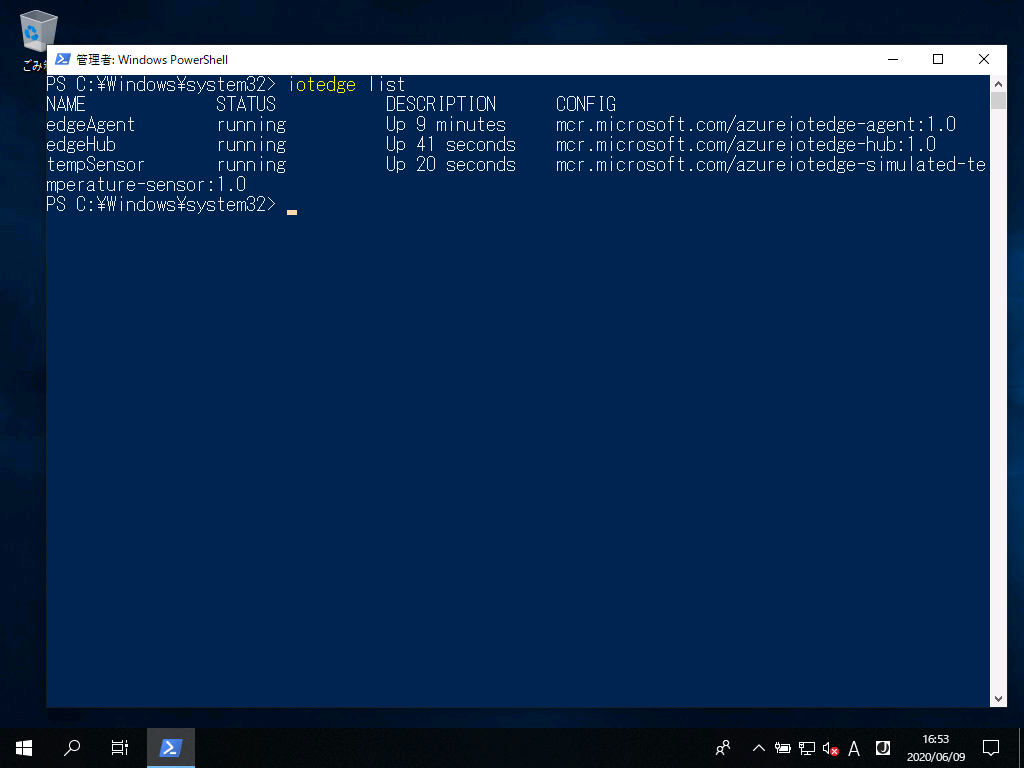 ごみ
管理者: Windows PowerShell
PS C:¥Windows¥system32> iotedge list
NAME STATUS DESCRIPTION CONFIG
edgeAgent running Up 9 minutes mcr.microsoft.com/azureiotedge-agent:1.0
edgeHub running Up 41 seconds mcr.microsoft.com/azureiotedge-hub:1.0
tempSensor running Up 20 seconds mcr.microsoft.com/azureiotedge-simulated-te
mperature-sensor:1.0
PS C:¥Windows¥system32>
A
16:53
2020/06/09